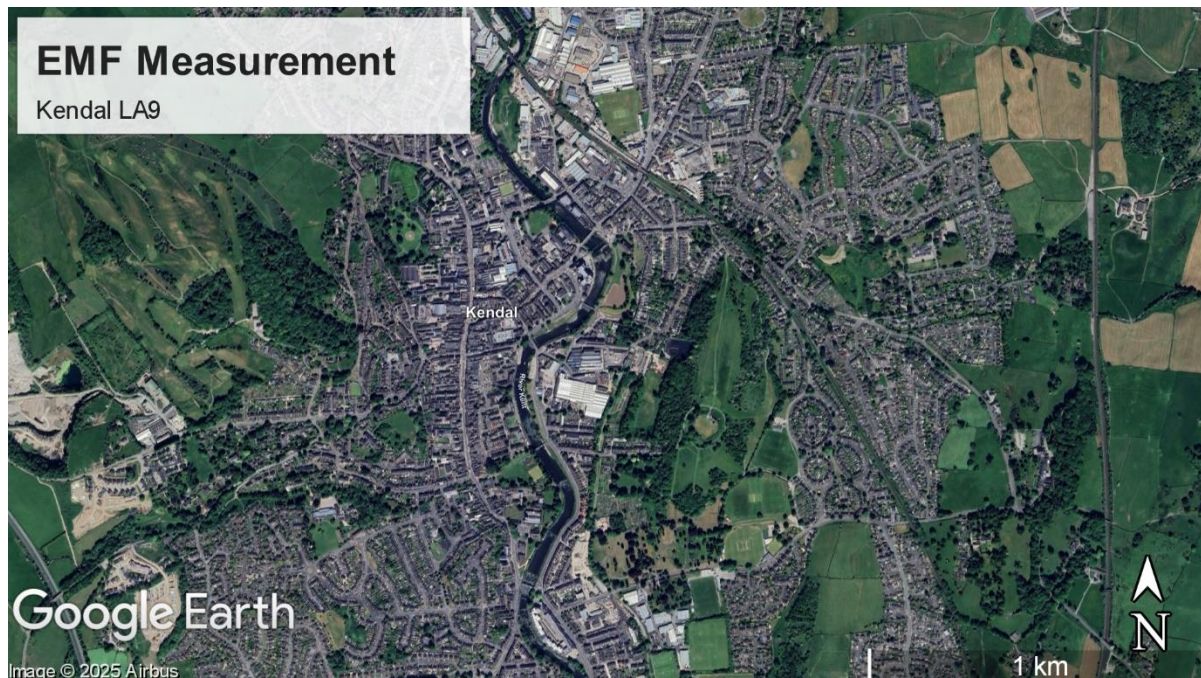 EMF Measurement
Kendal LA9
Kendal
River Kent
Google Earth
Image © 2025 Airbus
1 km
N